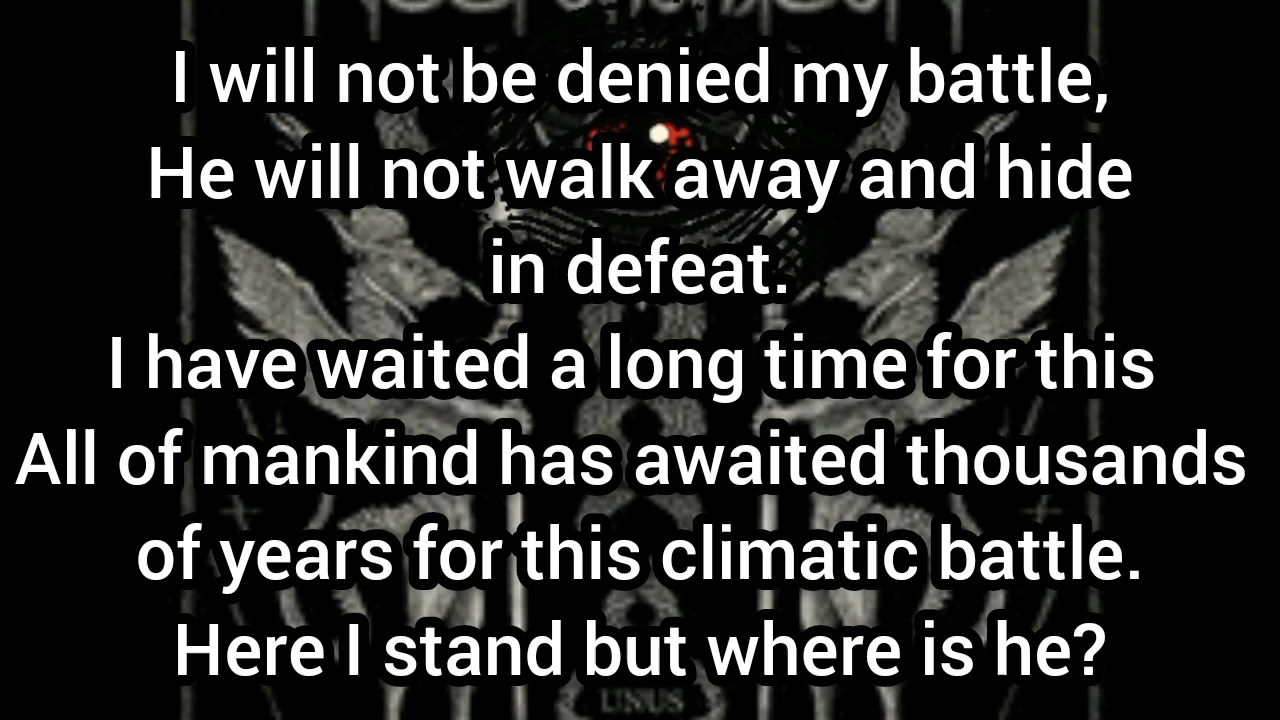 I will not be denied my battle,
He will not walk away and hide
in defeat.
I have waited a long time for this
All of mankind has awaited thousands
of years for this climatic battle.
Here I stand but where is he?
UNUS